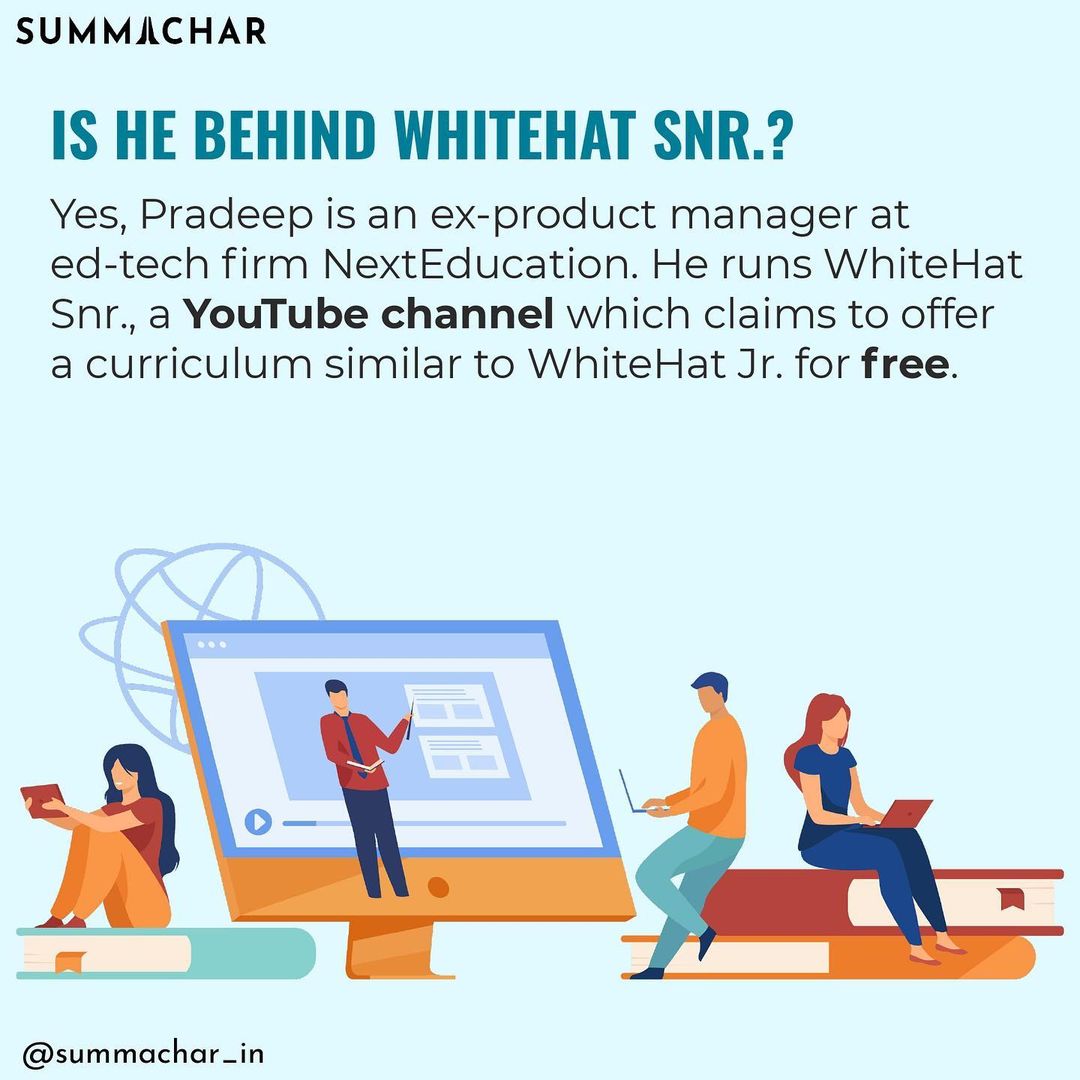 SUMMACHAR
IS HE BEHIND WHITEHAT SNR.?
Yes, Pradeep is an ex-product manager at
ed-tech firm NextEducation. He runs WhiteHat
Snr., a YouTube channel which claims to offer
a curriculum similar to WhiteHat Jr. for free.
@summachar_in